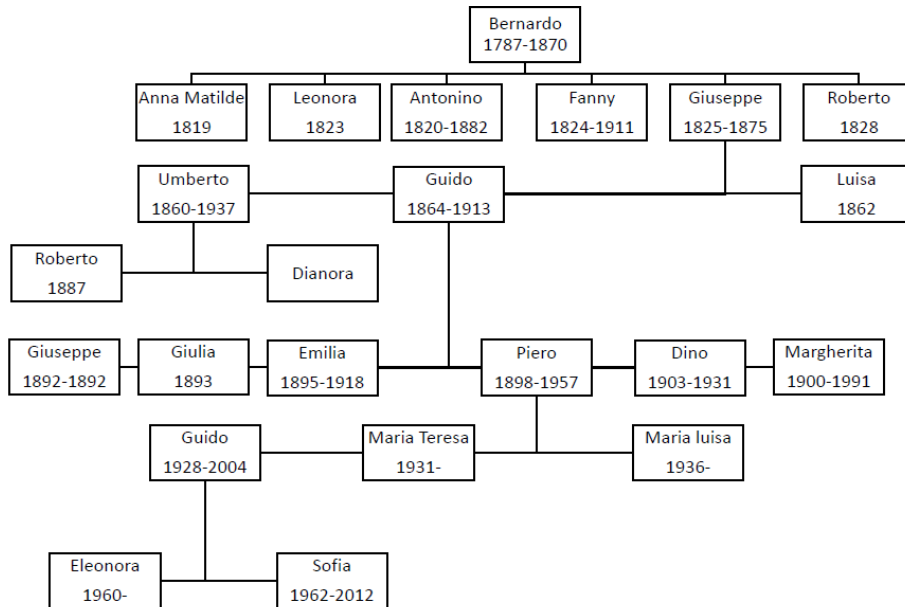 Bernardo
1787-1870
Anna Matilde
1819
Leonora
1823
Antonino
1820-1882
Fanny
1824-1911
Giuseppe
1825-1875
Roberto
1828
Umberto
1860-1937
Guido
1864-1913
Luisa
1862
Roberto
1887
Dianora
Giuseppe
1892-1892
Giulia
1893
Emilia
1895-1918
Piero
1898-1957
Dino
1903-1931
Margherita
1900-1991
Guido
1928-2004
Maria Teresa
1931-
Maria luisa
1936-
Eleonora
1960-
Sofia
1962-2012